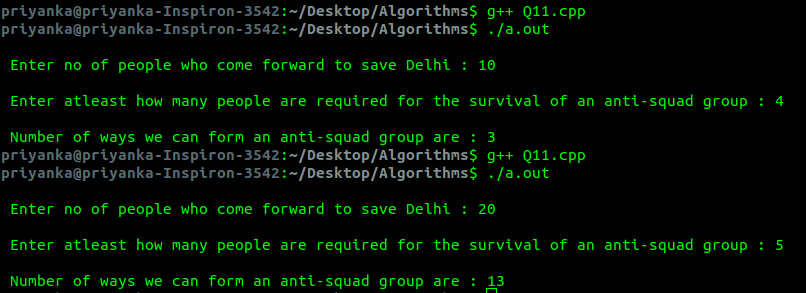 priyanka@priyanka-Inspiron-3542:~/Desktop/Algorithms$ g++ Q11.cpp
priyanka@priyanka-Inspiron-3542:~/Desktop/Algorithms$ ./a.out
Enter no of people who come forward to save Delhi : 10
Enter atleast how many people are required for the survival of an anti-squad group : 4
Number of ways we can form an anti-squad group are : 3
priyanka@priyanka-Inspiron-3542:~/Desktop/Algorithms$ g++ Q11.cpp
priyanka@priyanka-Inspiron-3542:~/Desktop/Algorithms$ ./a.out
Enter no of people who come forward to save Delhi : 20
Enter atleast how many people are required for the survival of an anti-squad group : 5
Number of ways we can form an anti-squad group are : 13